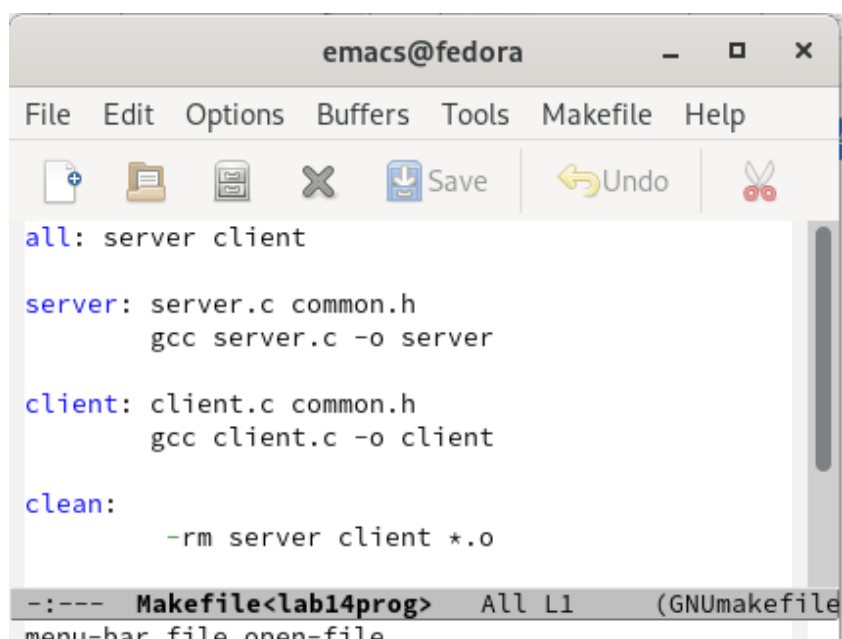 emacs@fedora
File Edit Options Buffers Tools Makefile Help
Save Undo
all: server client
server: server.c common.h
gcc server.c -o server
client: client.c common.h
gcc client.c -o client
clean:
-rm server client *.o
-:--- Makefile<lab14prog> All L1 (GNUmakefile
menu-bar file open-file